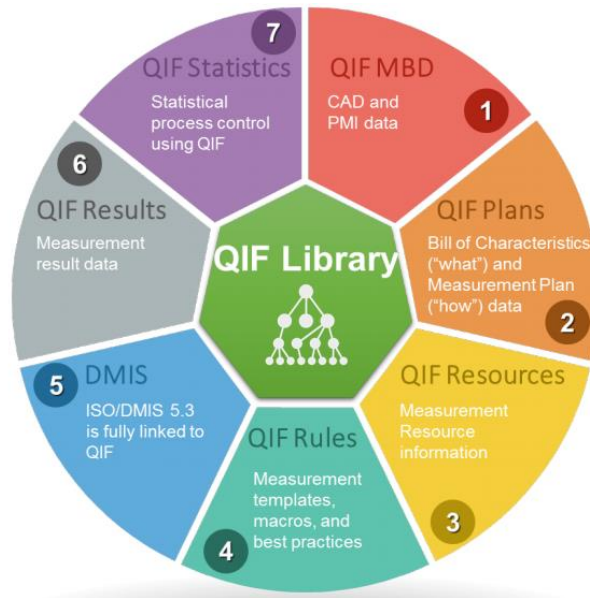 QIF Library
1
QIF MBD
CAD and
PMI data
2
QIF Plans
Bill of Characteristics
(“what”) and
Measurement Plan
(“how”) data
3
QIF Resources
Measurement
Resource
information
4
QIF Rules
Measurement
templates,
macros, and
best practices
5
DMIS
ISO/DMIS 5.3
is fully linked to
QIF
6
QIF Results
Measurement
result data
7
QIF Statistics
Statistical
process control
using QIF